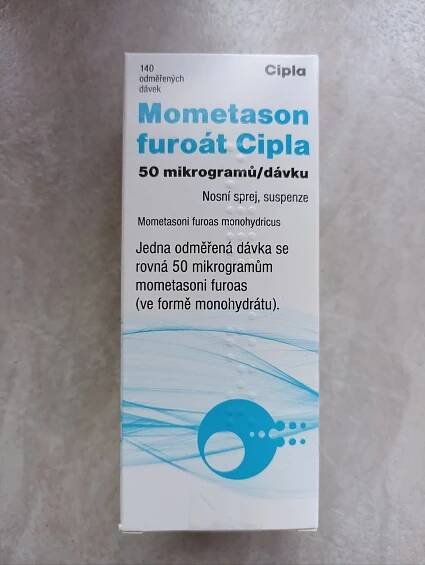 140
odměřených
dávek
Cipla
Mometason
furoát Cipla
50 mikrogramů/dávku
Nosní sprej, suspenze
Mometasoni furoas monohydricus
Jedna odměřená dávka se
rovná 50 mikrogramům
mometasoni furoas
(ve formě monohydrátu).